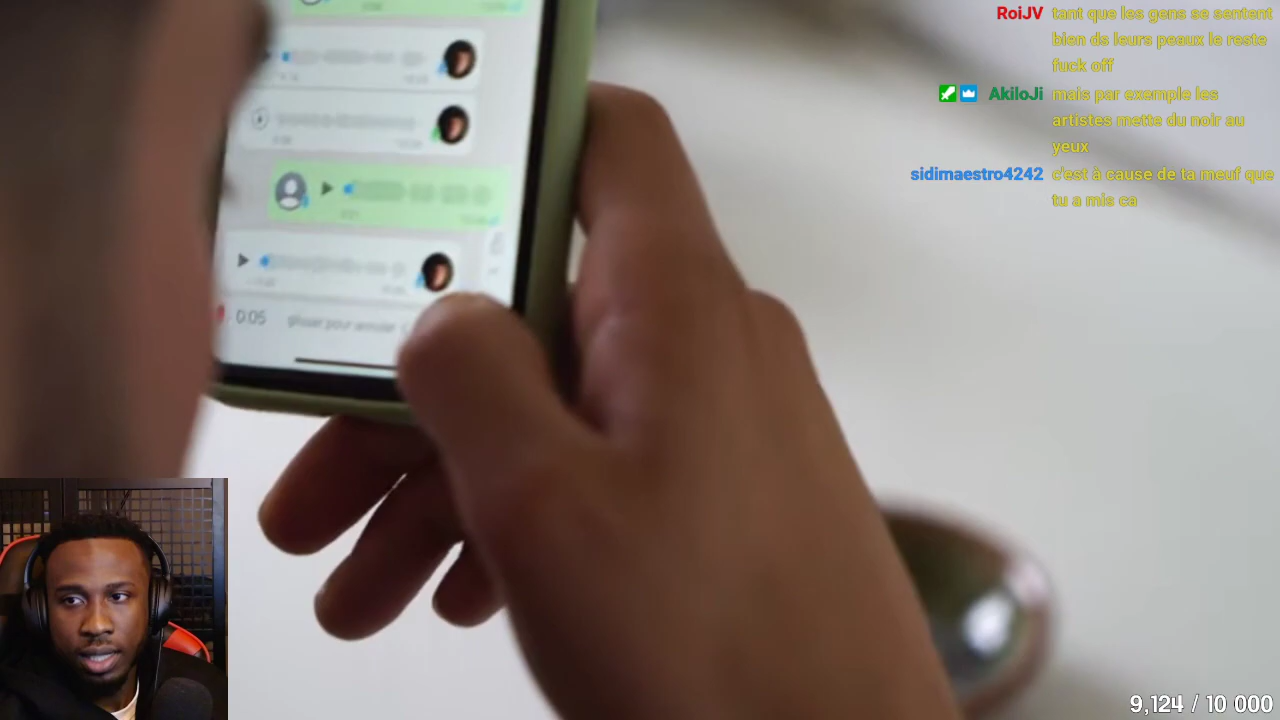 RoiJV tant que les gens se sentent
bien ds leurs peaux le reste
fuck off
AkiloJi mais par exemple les
artistes mette du noir au
yeux
sidimaestro4242 c'est à cause de ta meuf que
tu a mis ca
0:05 glisser pour annuler
9,124 / 10 000